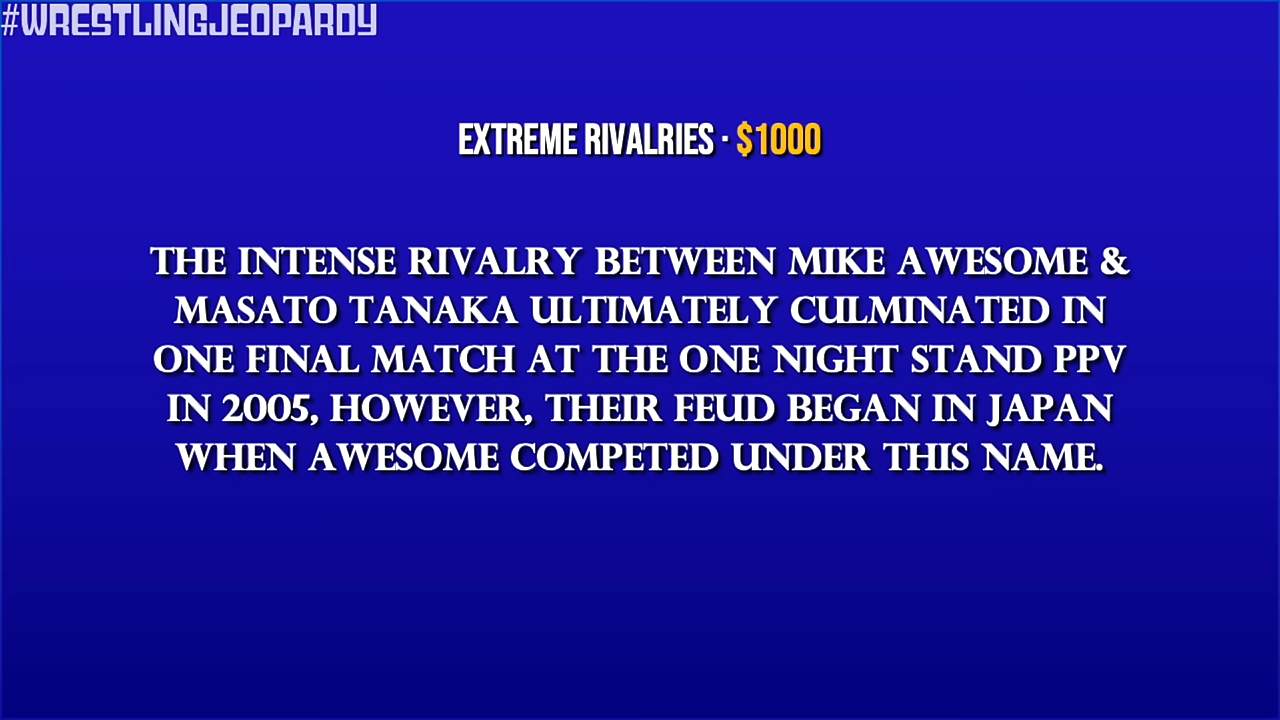 #WRESTLINGJEOPARDY
EXTREME RIVALRIES · $1000
THE INTENSE RIVALRY BETWEEN MIKE AWESOME &
MASATO TANAKA ULTIMATELY CULMINATED IN
ONE FINAL MATCH AT THE ONE NIGHT STAND PPV
IN 2005, HOWEVER, THEIR FEUD BEGAN IN JAPAN
WHEN AWESOME COMPETED UNDER THIS NAME.